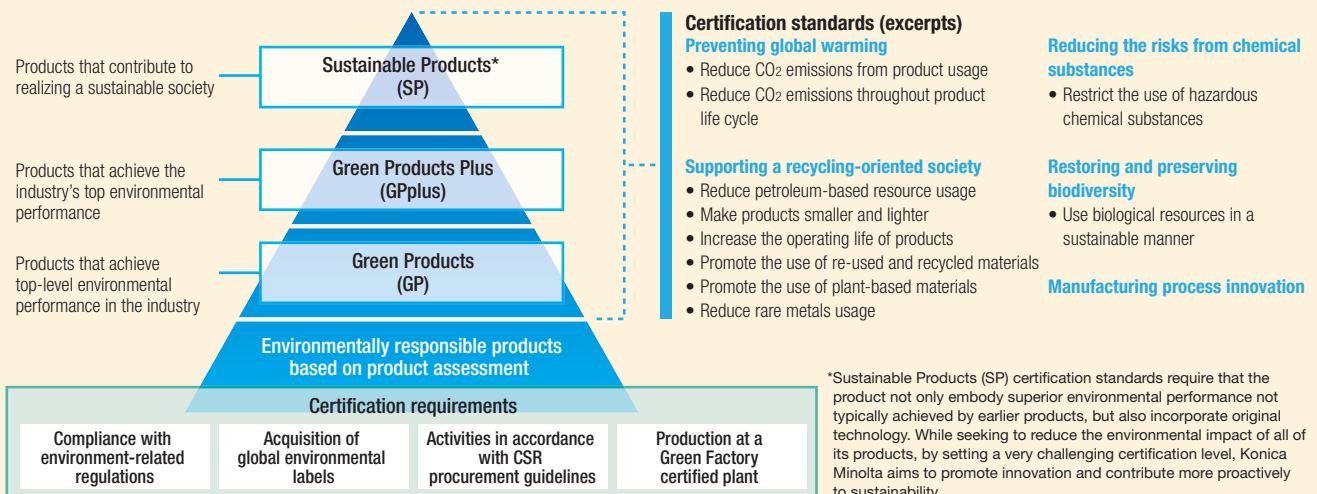 Products that contribute to
realizing a sustainable society
Sustainable Products*
(SP)
Products that achieve the
industry's top environmental
performance
Green Products Plus
(GPplus)
Products that achieve
top-level environmental
performance in the industry
Green Products
(GP)
Environmentally responsible products
based on product assessment
Certification requirements
Compliance with
environment-related
regulations
Acquisition of
global environmental
labels
Activities in accordance
with CSR
procurement guidelines
Production at a
Green Factory
certified plant
Certification standards (excerpts)
Preventing global warming
• Reduce CO2 emissions from product usage
• Reduce CO2 emissions throughout product
life cycle
Supporting a recycling-oriented society
• Reduce petroleum-based resource usage
• Make products smaller and lighter
• Increase the operating life of products
• Promote the use of re-used and recycled materials
• Promote the use of plant-based materials
• Reduce rare metals usage
Reducing the risks from chemical
substances
• Restrict the use of hazardous
chemical substances
Restoring and preserving
biodiversity
• Use biological resources in a
sustainable manner
Manufacturing process innovation
*Sustainable Products (SP) certification standards require that the
product not only embody superior environmental performance not
typically achieved by earlier products, but also incorporate original
technology. While seeking to reduce the environmental impact of all of
its products, by setting a very challenging certification level, Konica
Minolta aims to promote innovation and contribute more proactively
to sustainability